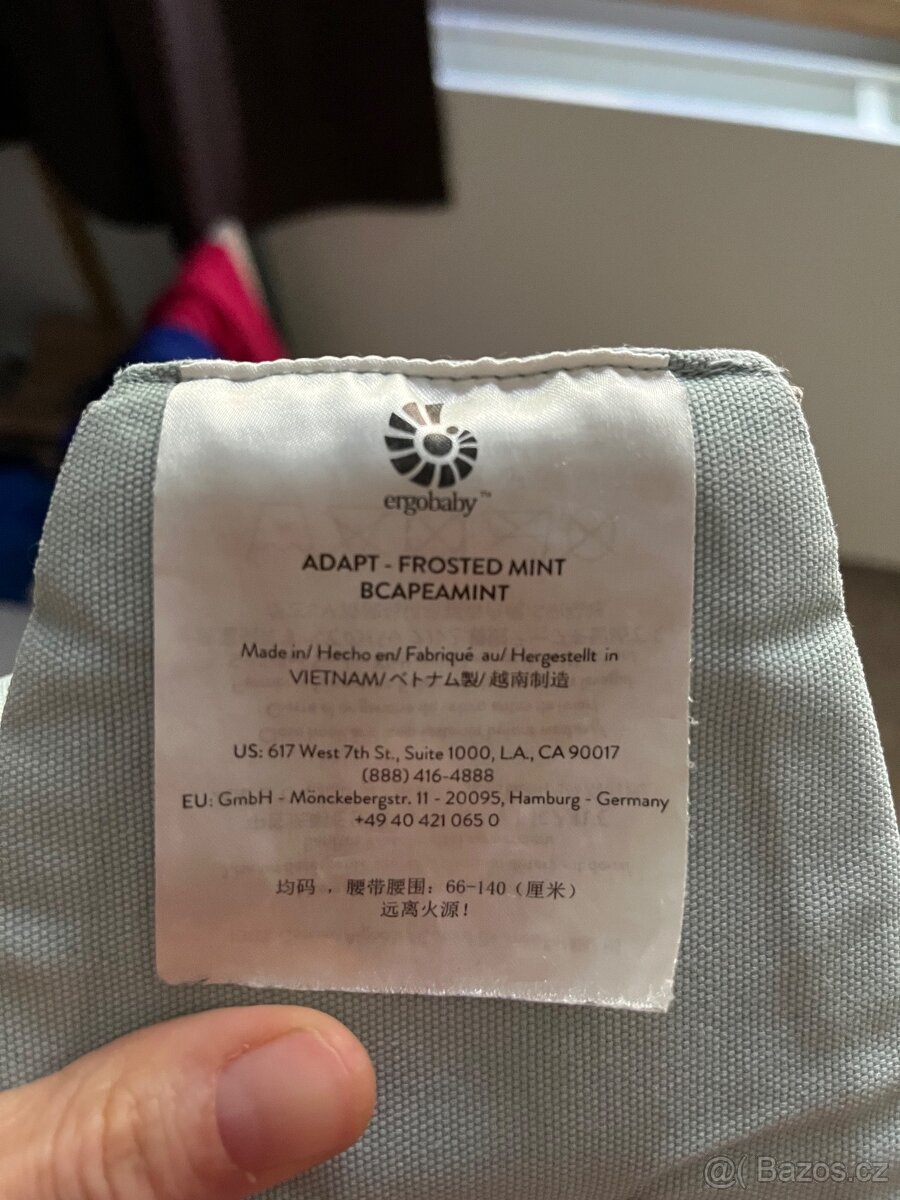 ergobaby™
ADAPT - FROSTED MINT
BCAPEAMINT
Made in/ Hecho en/ Fabriqué au/ Hergestellt in
VIETNAM/ベトナム製/越南制造
US: 617 West 7th St., Suite 1000, L.A., CA 90017
(888) 416-4888
EU: GmbH - Mönckebergstr. 11 - 20095, Hamburg - Germany
+49 40 421 065 0
均码，腰带腰围：66-140（厘米）
远离火源！
@( Bazos.cz